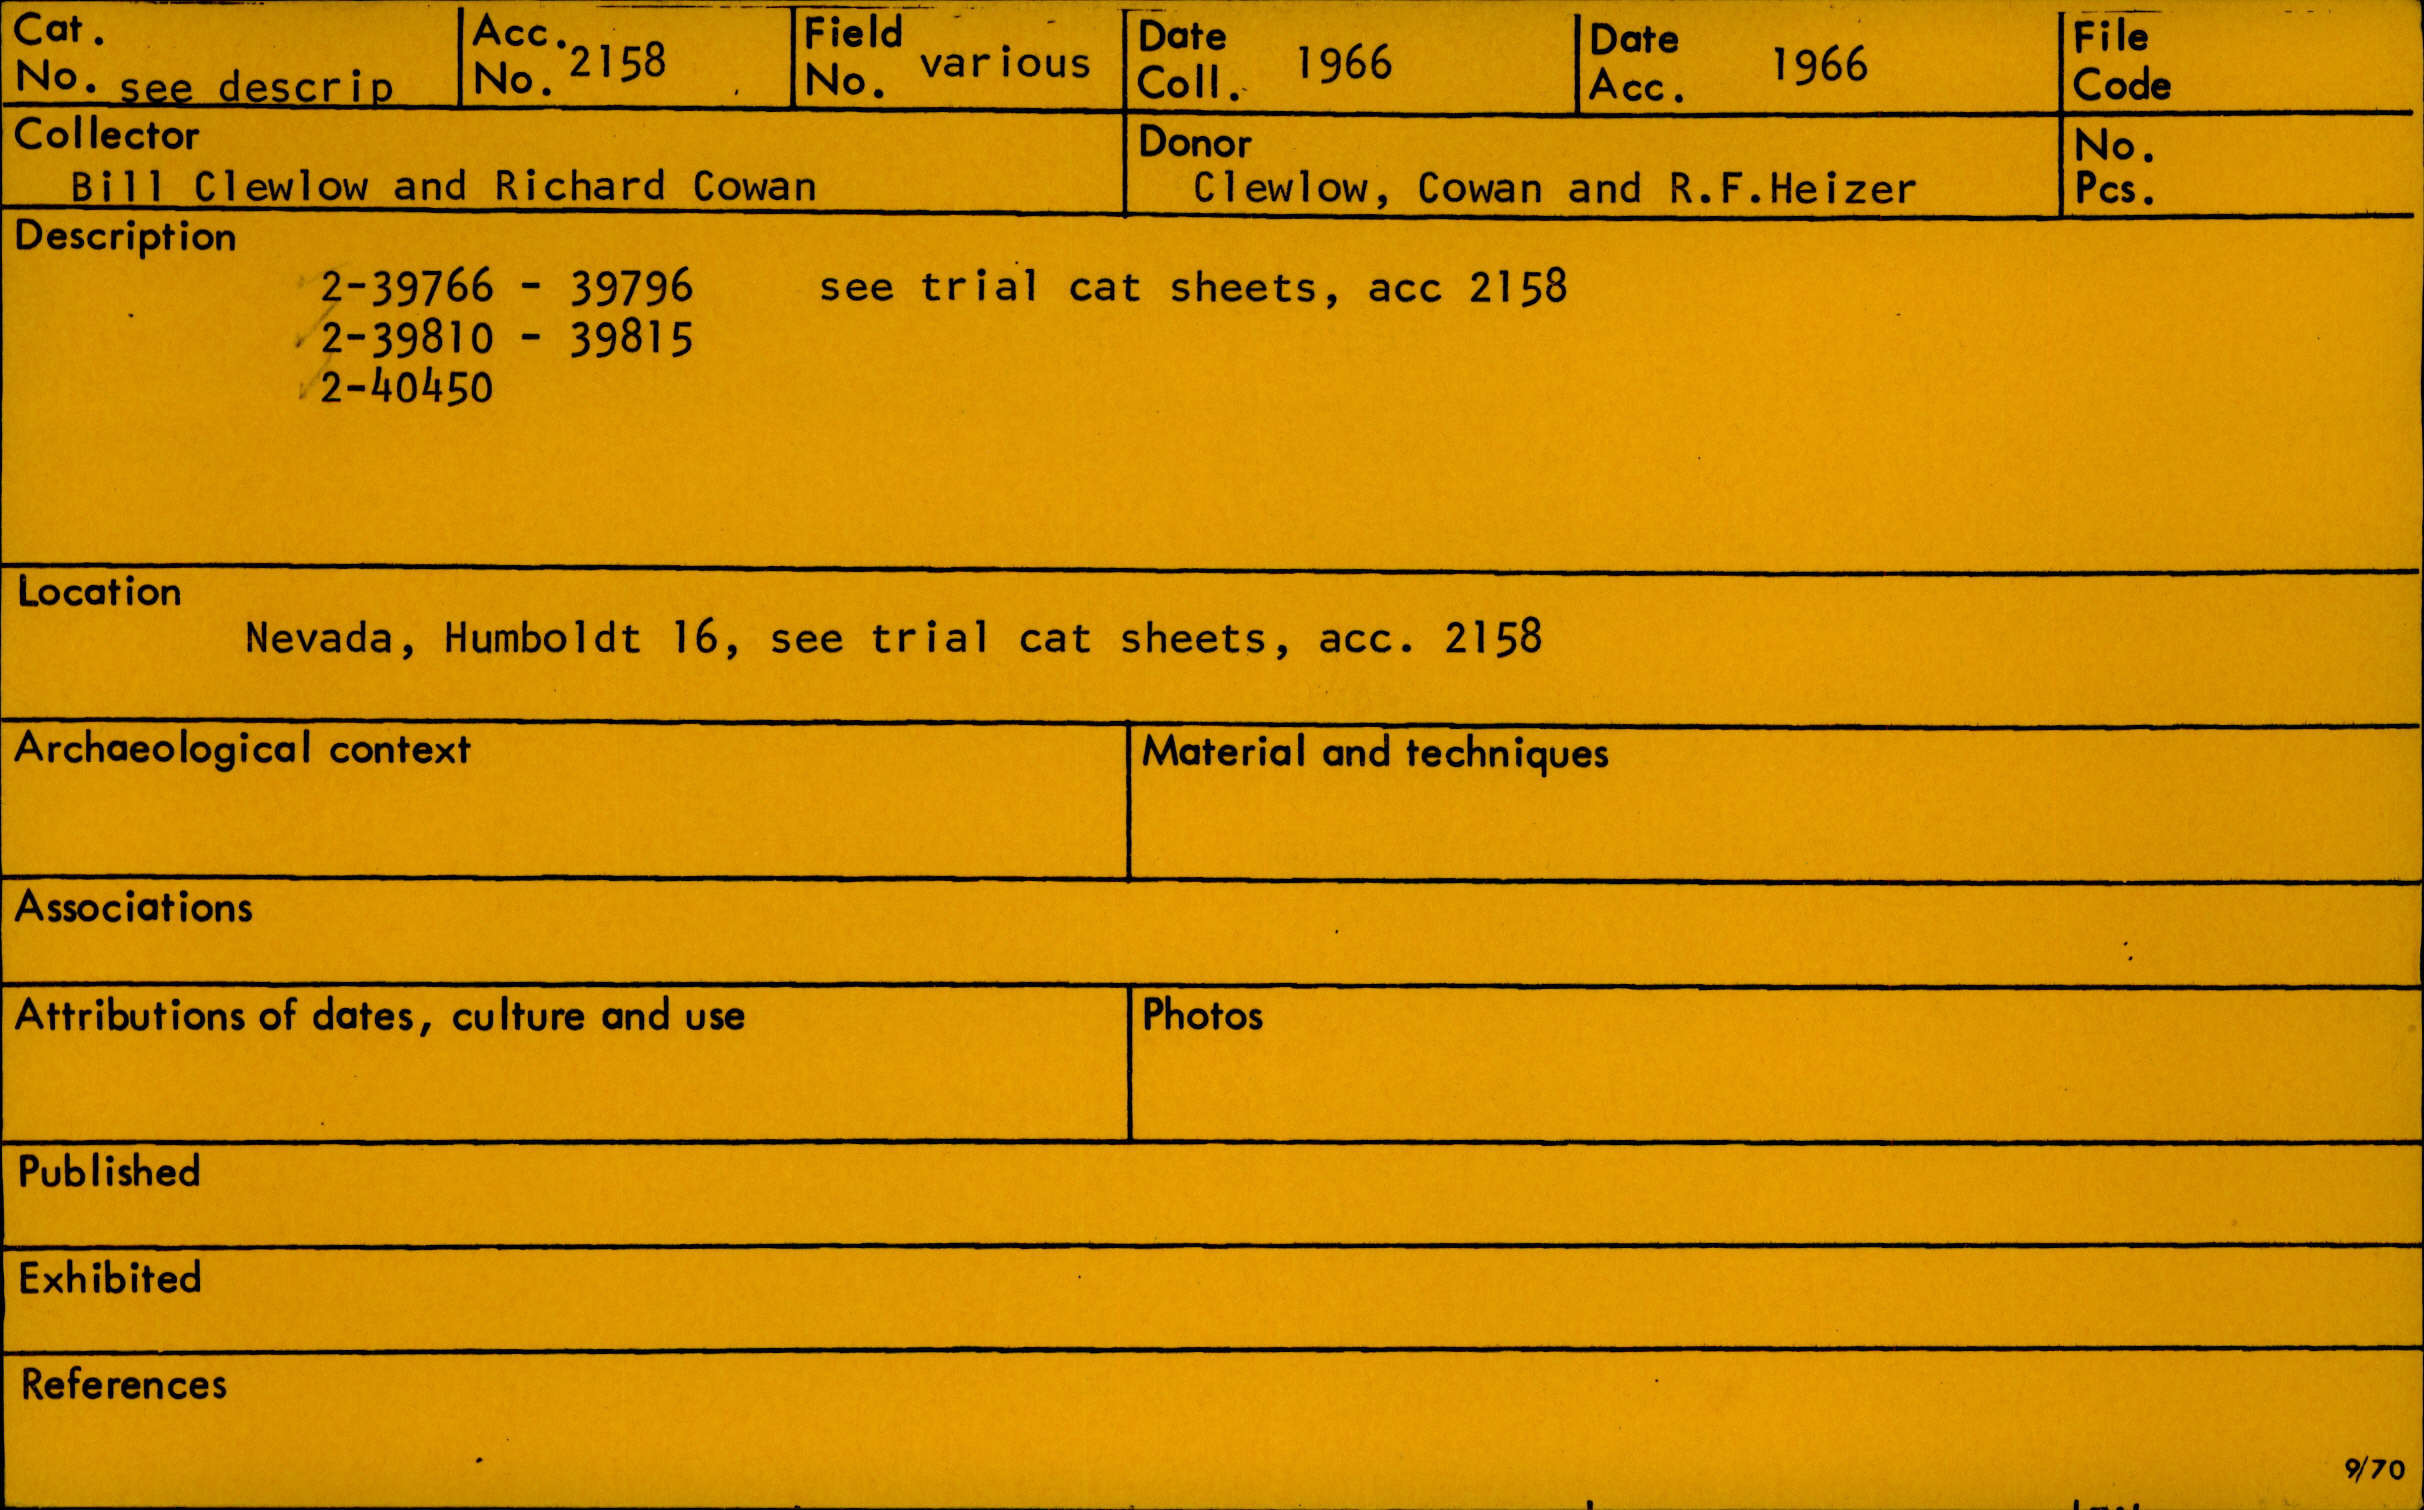 Cat. No. see descrip
Acc. No. 2158
Field No. various
Date Coll. 1966
Date Acc. 1966
File Code
Collector
Bill Clewlow and Richard Cowan
Donor
Clewlow, Cowan and R.F.Heizer
No. Pcs.
Description
2-39766 - 39796 see trial cat sheets, acc 2158
2-39810 - 39815
2-40450
Location
Nevada, Humboldt 16, see trial cat sheets, acc. 2158
Archaeological context
Material and techniques
Associations
Attributions of dates, culture and use
Photos
Published
Exhibited
References
9/70